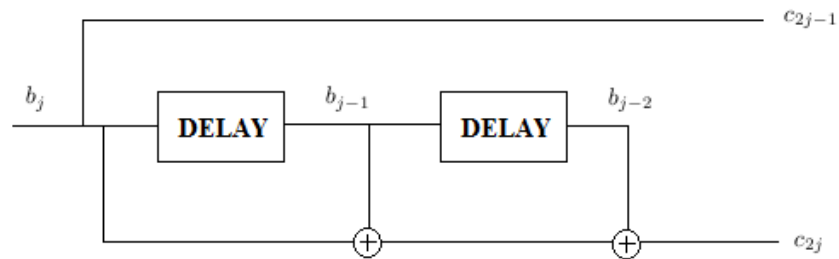 c_{2j-1}
b_j
b_{j-1}
b_{j-2}
DELAY
DELAY
+
+
c_{2j}